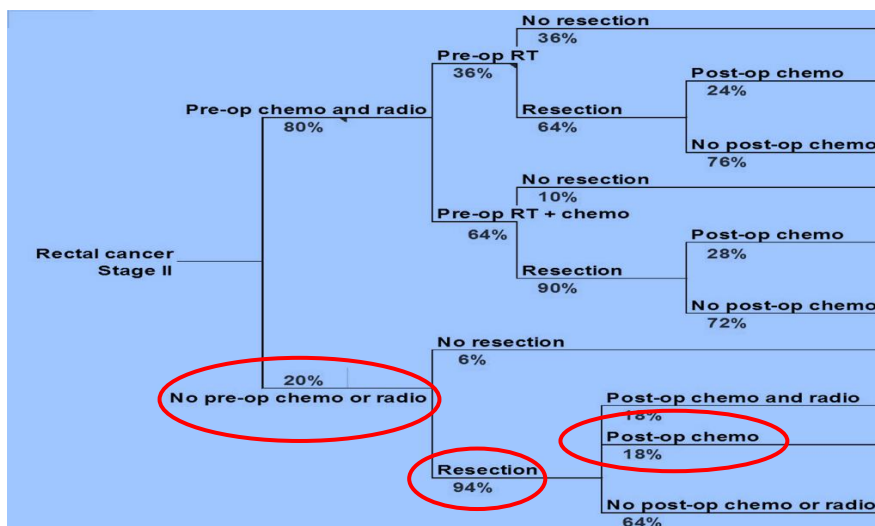 No resection
36%
Pre-op RT
36%
Post-op chemo
24%
Pre-op chemo and radio
80%
Resection
64%
No post-op chemo
76%
No resection
10%
Pre-op RT + chemo
64%
Post-op chemo
28%
Rectal cancer
Stage II
Resection
90%
No post-op chemo
72%
No resection
6%
20%
No pre-op chemo or radio
Post-op chemo and radio
18%
Post-op chemo
18%
Resection
94%
No post-op chemo or radio
64%